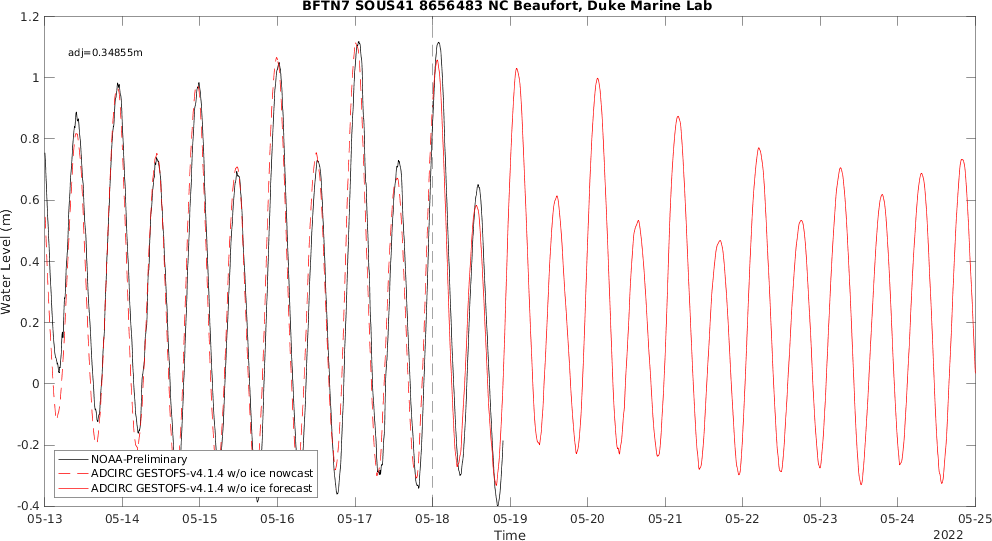 BFTN7 SOUS41 8656483 NC Beaufort, Duke Marine Lab
adj=0.34855m
1.2
1
0.8
0.6
0.4
0.2
0
-0.2
-0.4
Water Level (m)
NOAA-Preliminary
ADCIRC GESTOFS-v4.1.4 w/o ice nowcast
ADCIRC GESTOFS-v4.1.4 w/o ice forecast
05-13 05-14 05-15 05-16 05-17 05-18 05-19 05-20 05-21 05-22 05-23 05-24 05-25
Time
2022